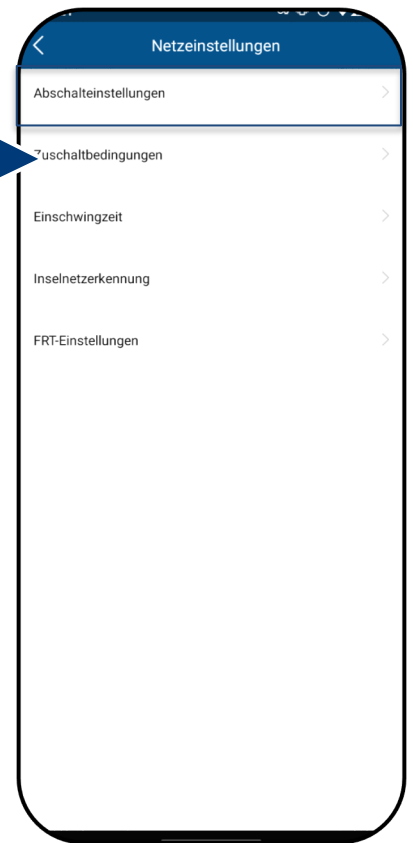 Netzeinstellungen
Abschalteinstellungen
Zuschaltbedingungen
Einschwingzeit
Inselnetzerkennung
FRT-Einstellungen